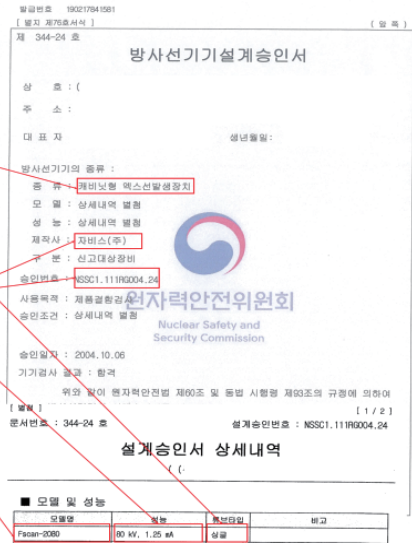 발급번호 190217841581
[ 별지 제76호서식 ] ( 앞 쪽 )
제 344-24 호
방사선기기설계승인서
상 호 : (
주 소 :
대 표 자 생년월일:
방사선기기의 종류 :
종 류 : 캐비닛형 엑스선발생장치
모 델 : 상세내역 별첨
성 능 : 상세내역 별첨
제작사 : 자비스(주)
구 분 : 신고대상장비
승인번호 : NSSC1.111RG004.24
사용목적 : 제품결함검사
원자력안전위원회
승인조건 : 상세내역 별첨
Nuclear Safety and
Security Commission
승인일자 : 2004.10.06
기기검사 결과 : 합격
위와 같이 원자력안전법 제60조 및 동법 시행령 제93조의 규정에 의하여
[ 별첨 ] [ 1 / 2 ]
문서번호 : 344-24 호 설계승인번호 : NSSC1.111RG004.24
설계승인서 상세내역
( (
■ 모델 및 성능
모델명 성능 튜브타입 비고
Fscan-2080 80 kV, 1.25 mA 싱글